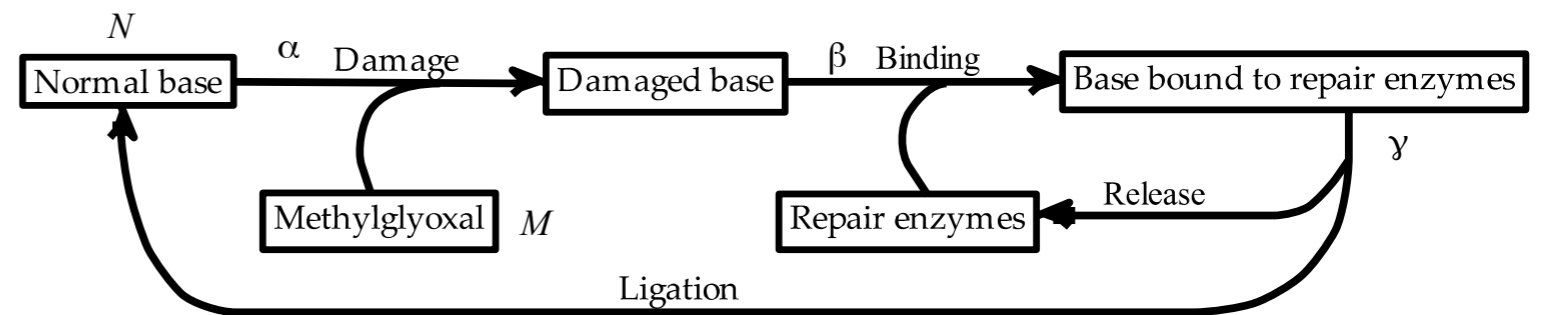 N
α Damage
β Binding
Normal base
Damaged base
Base bound to repair enzymes
γ
Methylglyoxal M
Repair enzymes
Release
Ligation